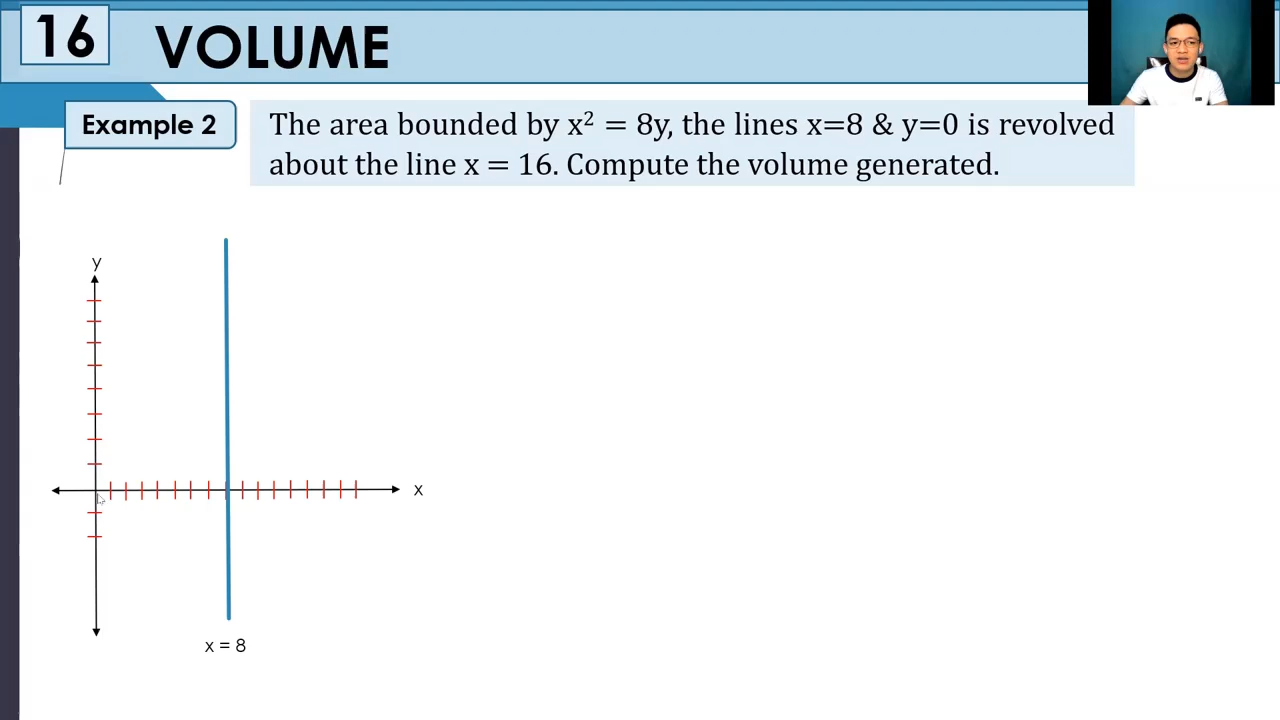 16
VOLUME
Example 2
The area bounded by x² = 8y, the lines x=8 & y=0 is revolved
about the line x = 16. Compute the volume generated.
y
x
x = 8